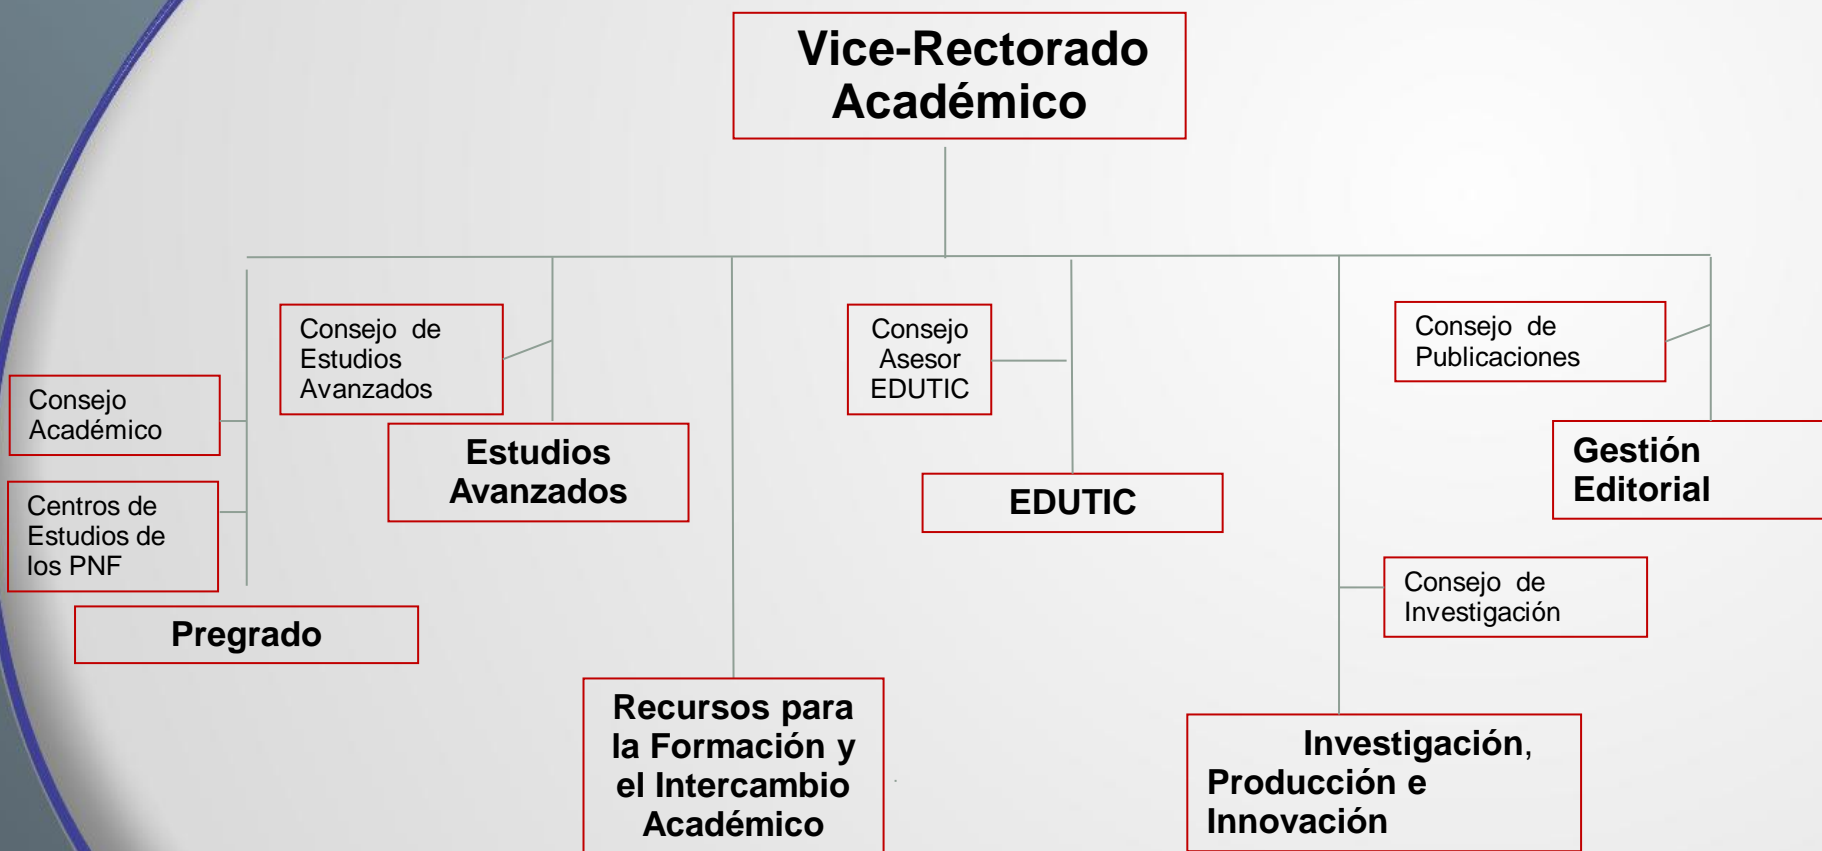 Vice-Rectorado
Académico
Consejo de
Estudios
Avanzados
Consejo
Asesor
EDUTIC
Consejo de
Publicaciones
Consejo
Académico
Estudios
Avanzados
Gestión
Editorial
Centros de
Estudios de
los PNF
EDUTIC
Consejo de
Investigación
Pregrado
Recursos para
la Formación y
el Intercambio
Académico
Investigación,
Producción e
Innovación